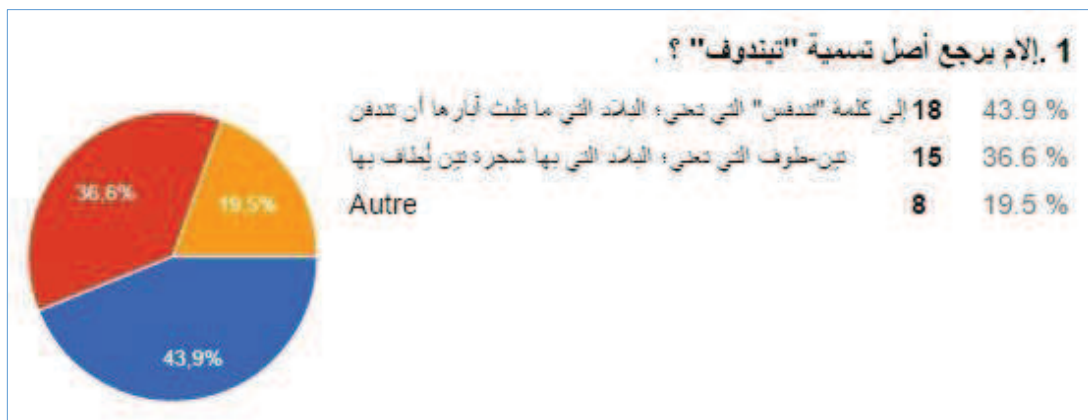 1 .إلام يرجع أصل تسمية "تيندوف" ؟ .
إلى كلمة "تندفس" التي تعني؛ البلاد التي ما تلبث آبارها أن تندفن 18 43.9 %
تين-طوف التي تعني؛ البلاد التي بها شجرة تين يُطاف بها 15 36.6 %
Autre 8 19.5 %
36,6%
19,5%
43,9%